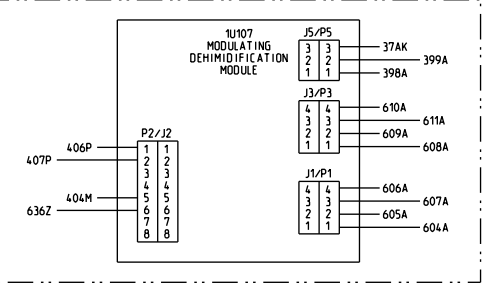 1U107
MODULATING
DEHIMIDIFICATION
MODULE
J5/P5
3 3 37AK
2 2 399A
1 1 398A
J3/P3
4 4 610A
3 3 611A
2 2 609A
1 1 608A
P2/J2
406P 1 1
407P 2 2
3 3
4 4
404M 5 5
636Z 6 6
7 7
8 8
J1/P1
4 4 606A
3 3 607A
2 2 605A
1 1 604A